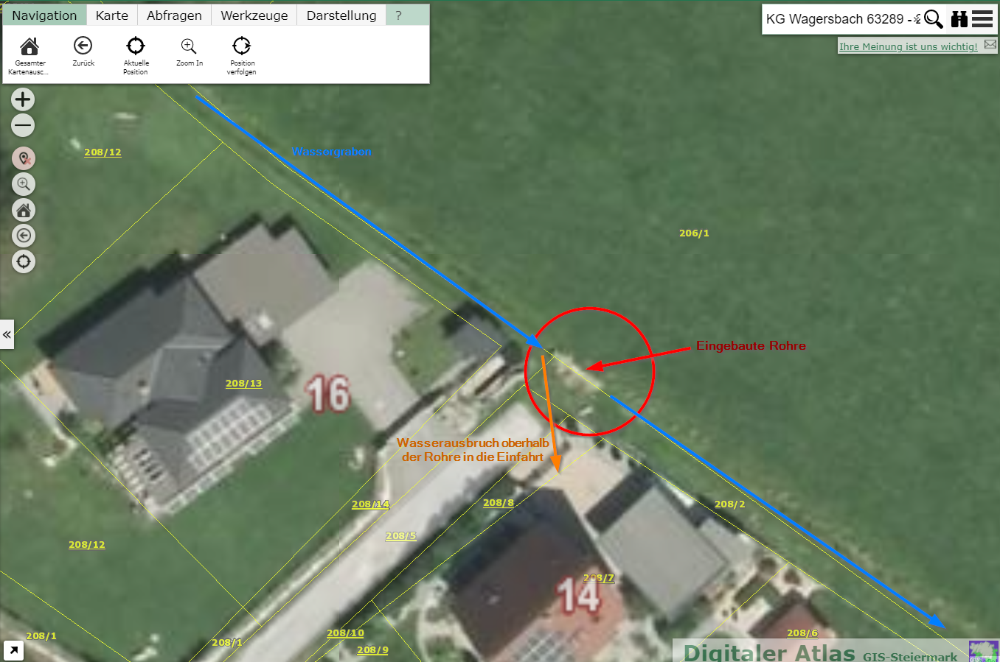 Navigation Karte Abfragen Werkzeuge Darstellung ?
Gesamter
Kartenausc...
Zurück
Aktuelle
Position
Zoom In
Position
verfolgen
KG Wagersbach 63289 -
Ihre Meinung ist uns wichtig!
208/12
Wassergraben
206/1
Eingebaute Rohre
208/13
16
Wasserausbruch oberhalb
der Rohre in die Einfahrt
208/14
208/8
208/2
208/5
208/12
208/7
14
208/1
208/1
208/10
208/6
208/9
Digitaler Atlas GIS-Steiermark